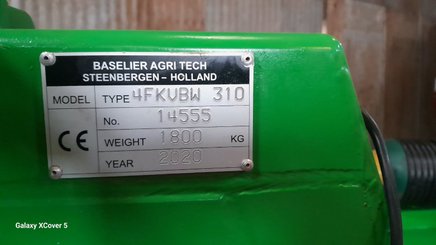 BASELIER AGRI TECH
STEENBERGEN – HOLLAND
MODEL TYPE 4FKVBW 310
No. 14555
CE WEIGHT 1800 KG
YEAR 2020
Galaxy XCover 5